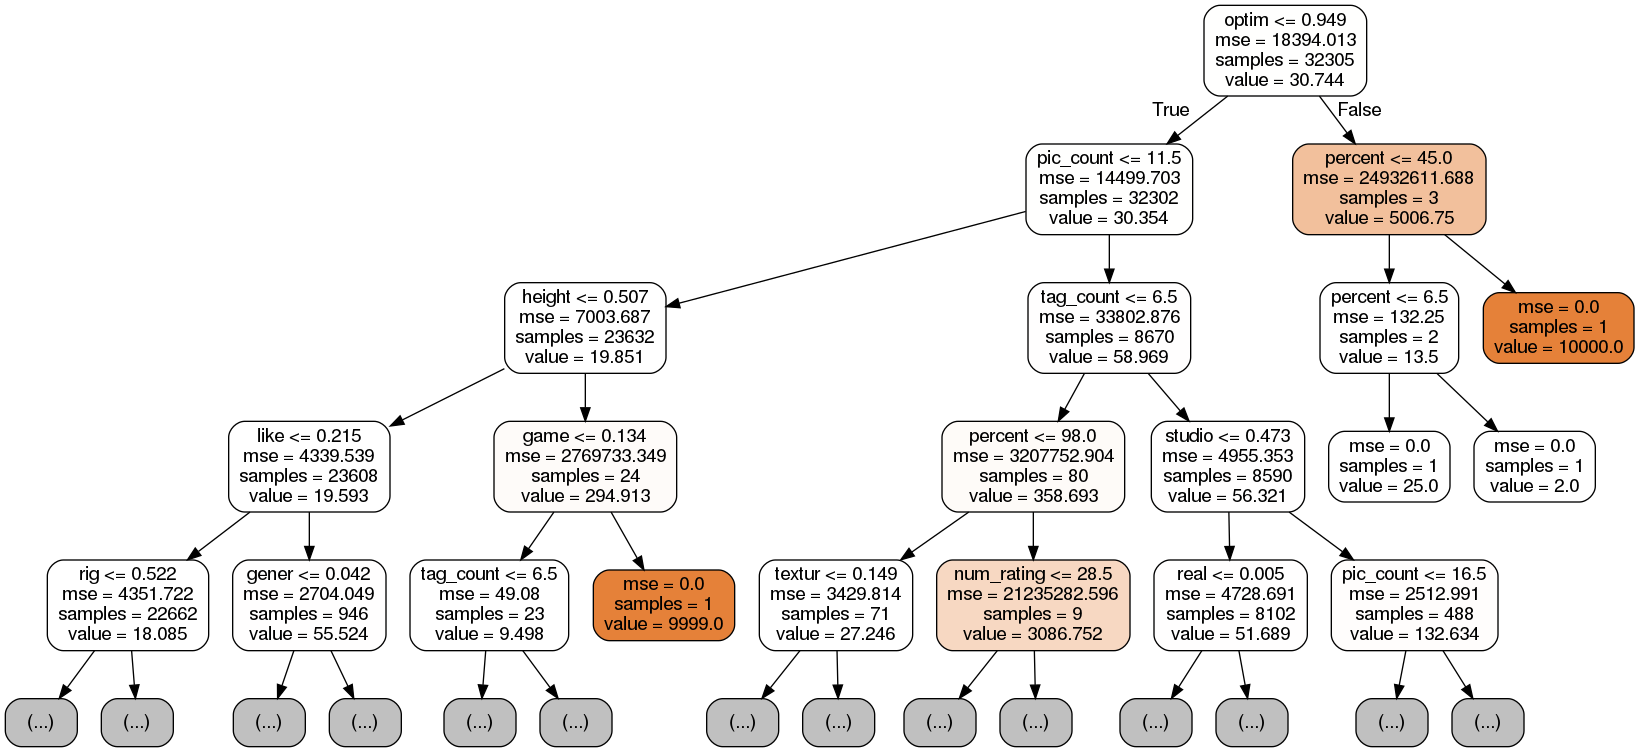 optim <= 0.949
mse = 18394.013
samples = 32305
value = 30.744
True
False
pic_count <= 11.5
mse = 14499.703
samples = 32302
value = 30.354
percent <= 45.0
mse = 24932611.688
samples = 3
value = 5006.75
height <= 0.507
mse = 7003.687
samples = 23632
value = 19.851
tag_count <= 6.5
mse = 33802.876
samples = 8670
value = 58.969
percent <= 6.5
mse = 132.25
samples = 2
value = 13.5
mse = 0.0
samples = 1
value = 10000.0
like <= 0.215
mse = 4339.539
samples = 23608
value = 19.593
game <= 0.134
mse = 2769733.349
samples = 24
value = 294.913
percent <= 98.0
mse = 3207752.904
samples = 80
value = 358.693
studio <= 0.473
mse = 4955.353
samples = 8590
value = 56.321
mse = 0.0
samples = 1
value = 25.0
mse = 0.0
samples = 1
value = 2.0
rig <= 0.522
mse = 4351.722
samples = 22662
value = 18.085
gener <= 0.042
mse = 2704.049
samples = 946
value = 55.524
tag_count <= 6.5
mse = 49.08
samples = 23
value = 9.498
mse = 0.0
samples = 1
value = 9999.0
textur <= 0.149
mse = 3429.814
samples = 71
value = 27.246
num_rating <= 28.5
mse = 21235282.596
samples = 9
value = 3086.752
real <= 0.005
mse = 4728.691
samples = 8102
value = 51.689
pic_count <= 16.5
mse = 2512.991
samples = 488
value = 132.634
(...)
(...)
(...)
(...)
(...)
(...)
(...)
(...)
(...)
(...)
(...)
(...)
(...)
(...)